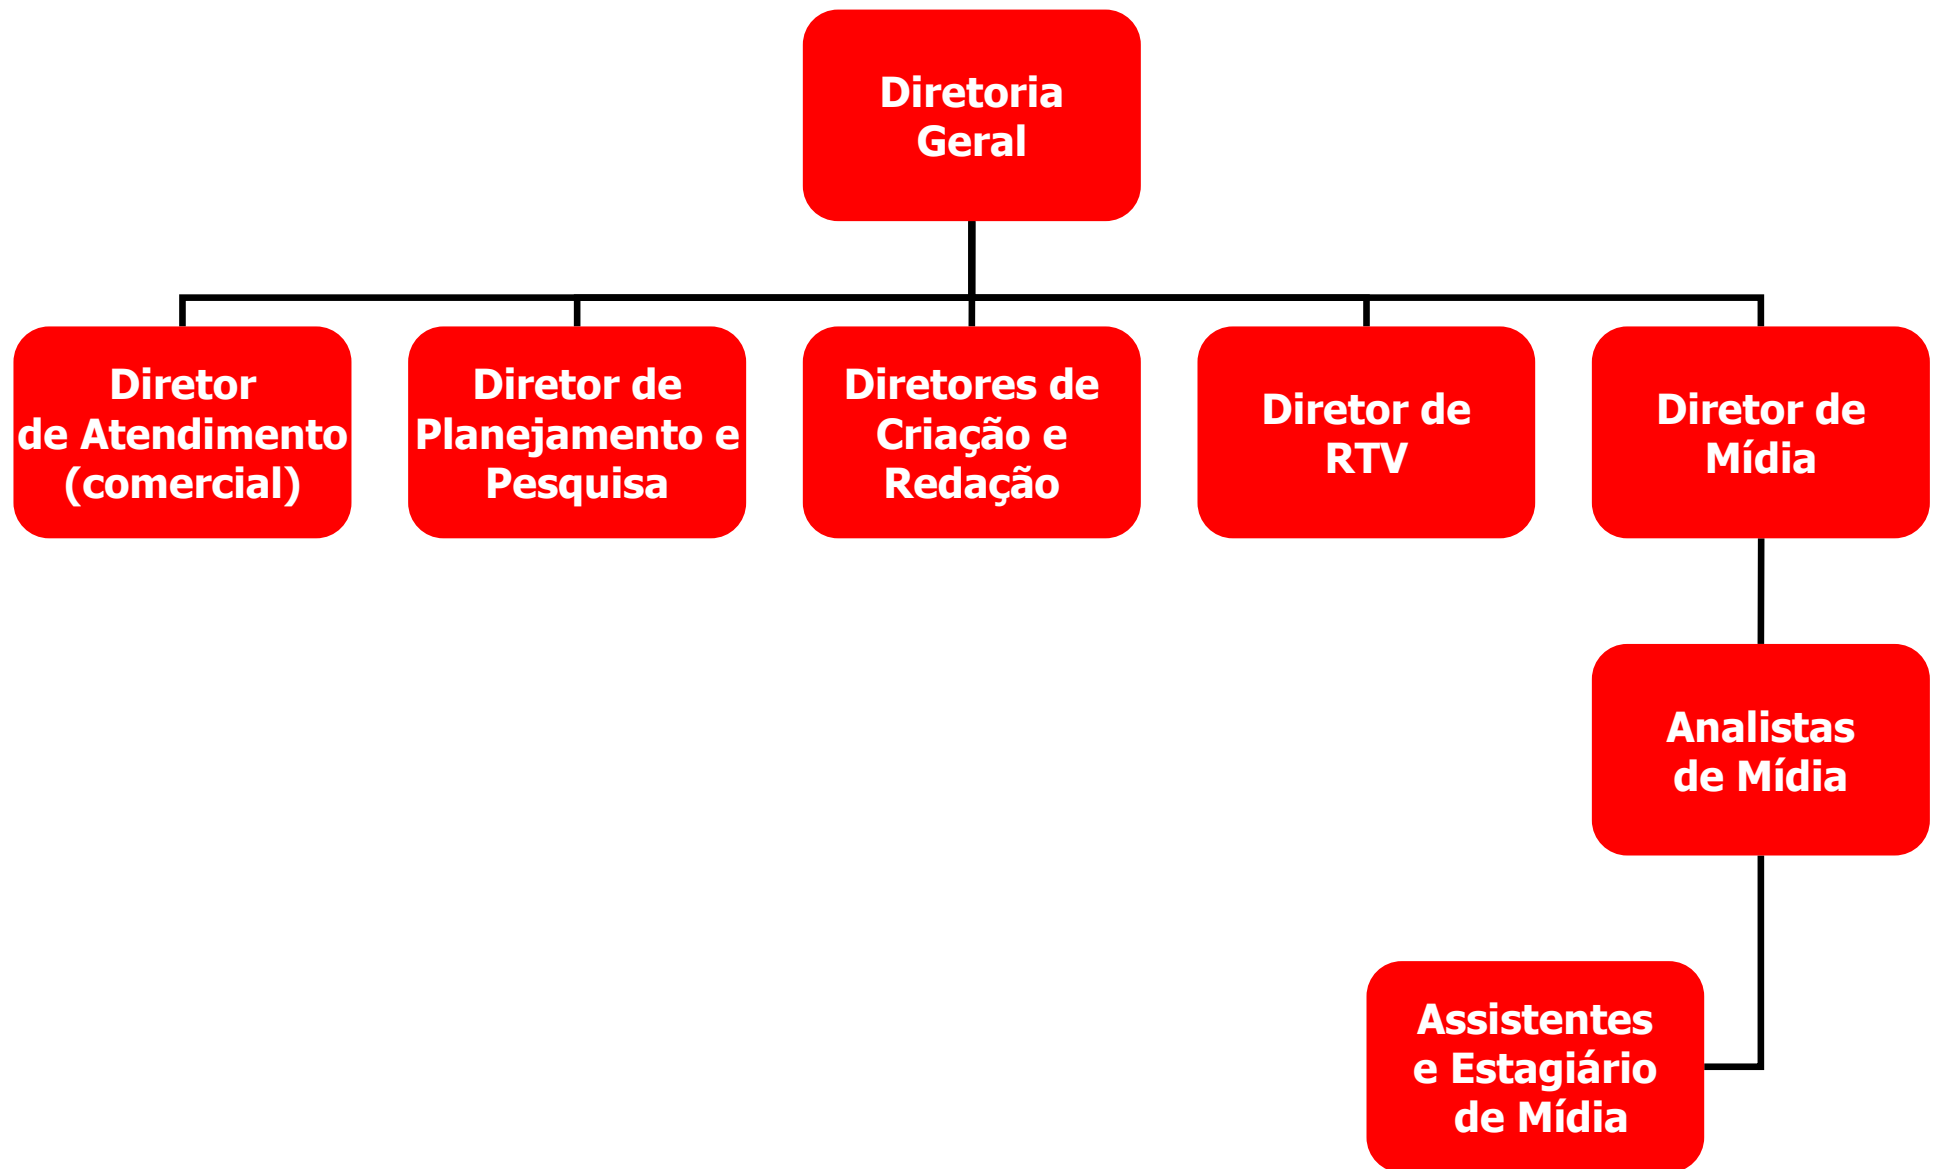 Diretoria
Geral
Diretor
de Atendimento
(comercial)
Diretor de
Planejamento e
Pesquisa
Diretores de
Criação e
Redação
Diretor de
RTV
Diretor de
Mídia
Analistas
de Mídia
Assistentes
e Estagiário
de Mídia